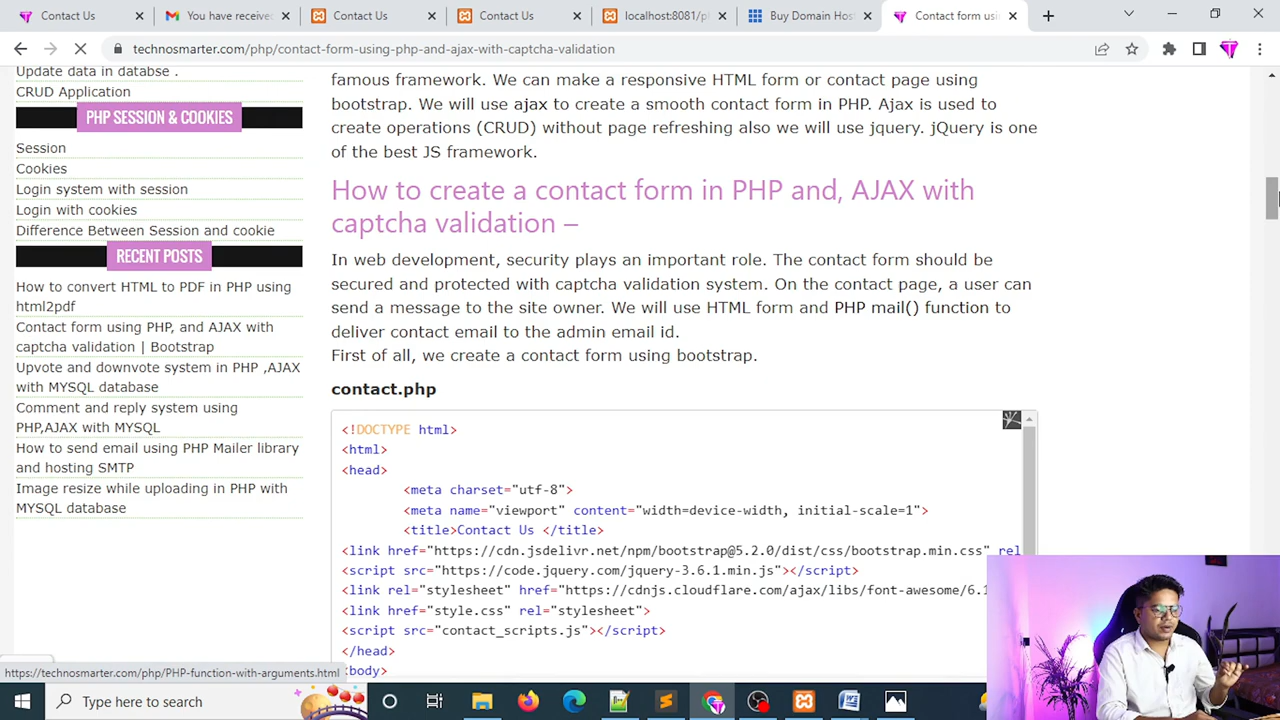 Contact Us
You have received
Contact Us
Contact Us
localhost:8081/p
Buy Domain Hos
Contact form usi
technosmarter.com/php/contact-form-using-php-and-ajax-with-captcha-validation
Update data in databse .
CRUD Application
PHP SESSION & COOKIES
Session
Cookies
Login system with session
Login with cookies
Difference Between Session and cookie
RECENT POSTS
How to convert HTML to PDF in PHP using
html2pdf
Contact form using PHP, and AJAX with
captcha validation | Bootstrap
Upvote and downvote system in PHP ,AJAX
with MYSQL database
Comment and reply system using
PHP,AJAX with MYSQL
How to send email using PHP Mailer library
and hosting SMTP
Image resize while uploading in PHP with
MYSQL database
famous framework. We can make a responsive HTML form or contact page using
bootstrap. We will use ajax to create a smooth contact form in PHP. Ajax is used to
create operations (CRUD) without page refreshing also we will use jquery. jQuery is one
of the best JS framework.
How to create a contact form in PHP and, AJAX with
captcha validation –
In web development, security plays an important role. The contact form should be
secured and protected with captcha validation system. On the contact page, a user can
send a message to the site owner. We will use HTML form and PHP mail() function to
deliver contact email to the admin email id.
First of all, we create a contact form using bootstrap.
contact.php
<!DOCTYPE html>
<html>
<head>
<meta charset="utf-8">
<meta name="viewport" content="width=device-width, initial-scale=1">
<title>Contact Us </title>
<link href="https://cdn.jsdelivr.net/npm/bootstrap@5.2.0/dist/css/bootstrap.min.css" rel
<script src="https://code.jquery.com/jquery-3.6.1.min.js"></script>
<link rel="stylesheet" href="https://cdnjs.cloudflare.com/ajax/libs/font-awesome/6.1
<link href="style.css" rel="stylesheet">
<script src="contact_scripts.js"></script>
</head>
<body>
https://technosmarter.com/php/PHP-function-with-arguments.html
Type here to search